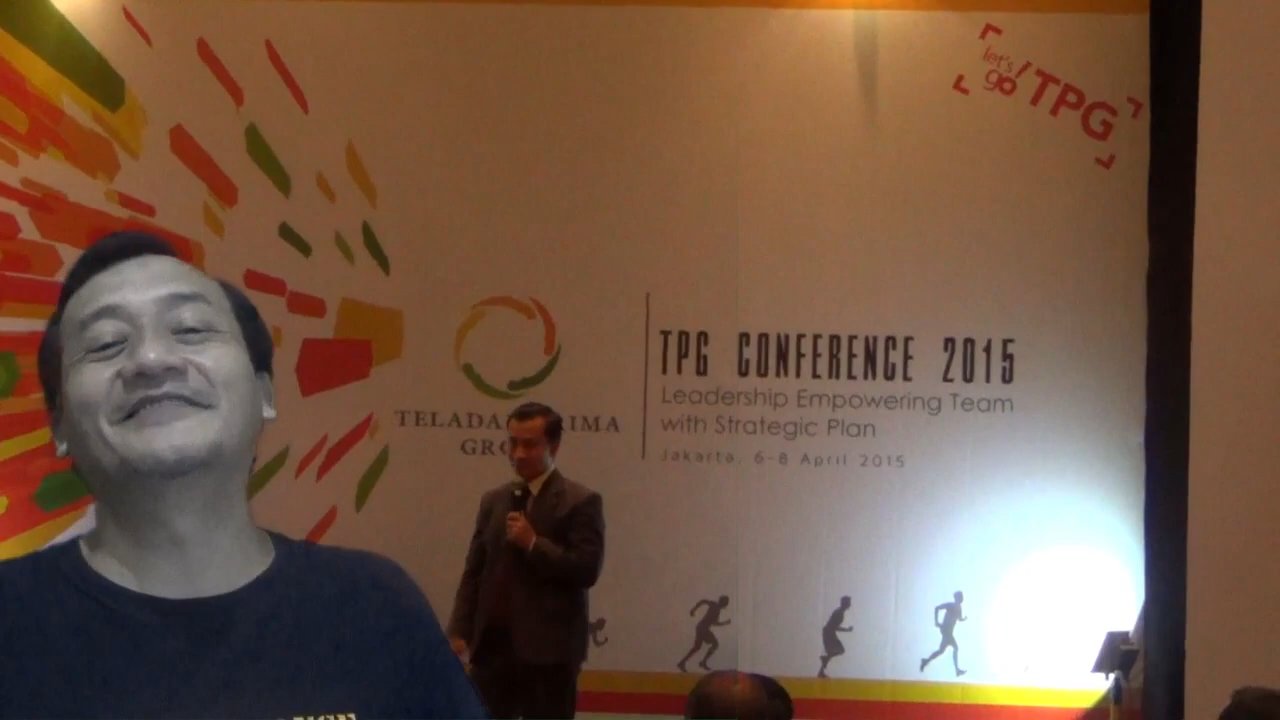 let's
go! TPG
TPG CONFERENCE 2015
Leadership Empowering Team
with Strategic Plan
Jakarta, 6-8 April 2015